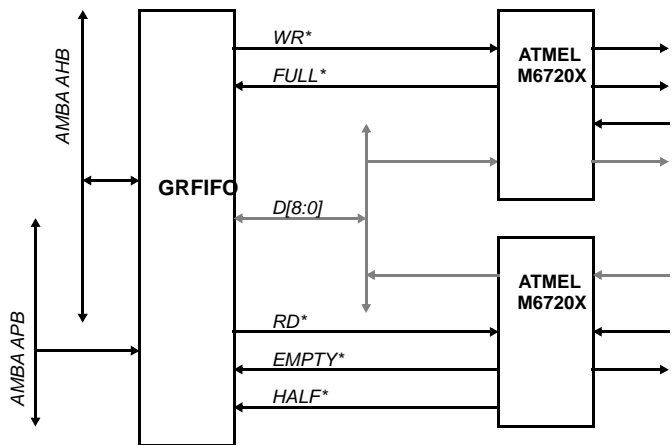 AMBA AHB
WR*
FULL*
ATMEL
M6720X
GRFIFO
D[8:0]
AMBA APB
ATMEL
M6720X
RD*
EMPTY*
HALF*